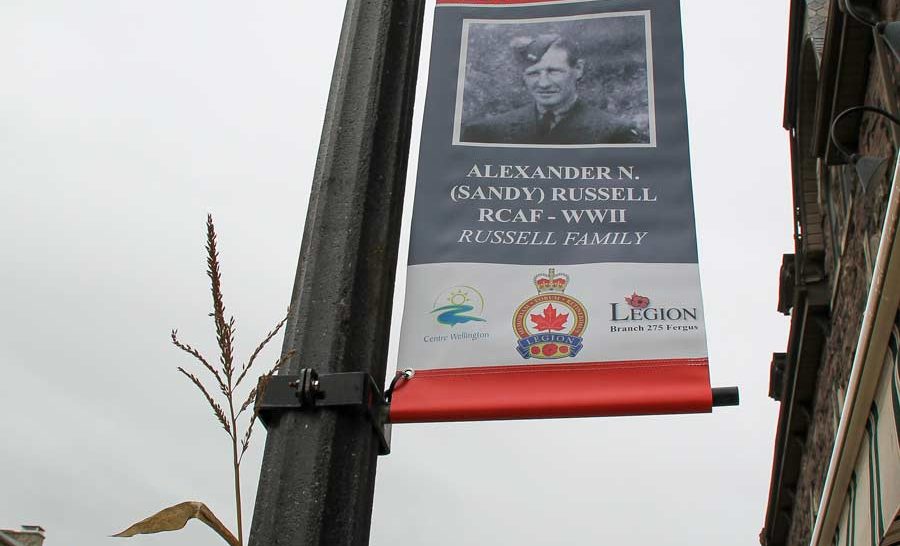 ALEXANDER N.
(SANDY) RUSSELL
RCAF - WWII
RUSSELL FAMILY
Centre Wellington
LEGION
LEGION
Branch 275 Fergus